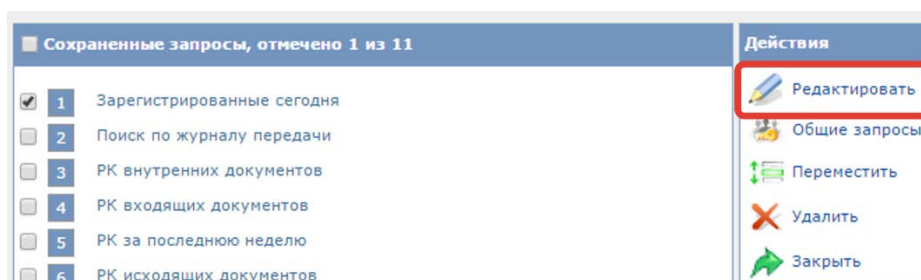 Сохраненные запросы, отмечено 1 из 11
1 Зарегистрированные сегодня
2 Поиск по журналу передачи
3 РК внутренних документов
4 РК входящих документов
5 РК за последнюю неделю
6 РК исходящих документов
Действия
Редактировать
Общие запросы
Переместить
Удалить
Закрыть